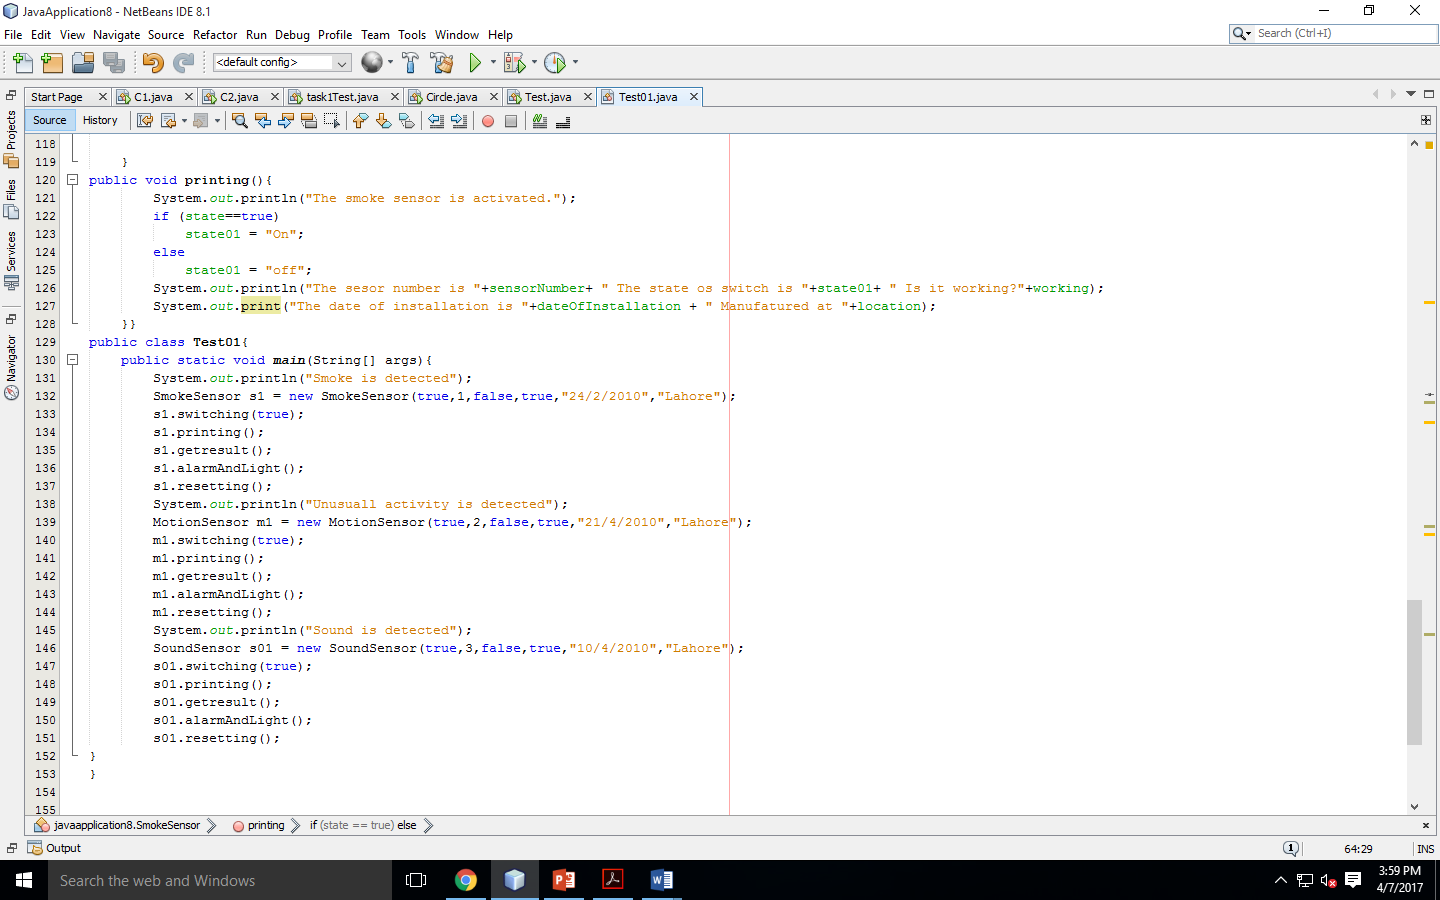 JavaApplication8 - NetBeans IDE 8.1
File Edit View Navigate Source Refactor Run Debug Profile Team Tools Window Help
Search (Ctrl+I)
<default config>
Start Page C1.java C2.java task1Test.java Circle.java Test.java Test01.java
Source History
Projects
Files
Services
Navigator
118
119 }
120 public void printing(){
121 System.out.println("The smoke sensor is activated.");
122 if (state==true)
123 state01 = "On";
124 else
125 state01 = "off";
126 System.out.println("The sesor number is "+sensorNumber+ " The state os switch is "+state01+ " Is it working?"+working);
127 System.out.print("The date of installation is "+dateOfInstallation + " Manufatured at "+location);
128 }}
129 public class Test01{
130 public static void main(String[] args){
131 System.out.println("Smoke is detected");
132 SmokeSensor s1 = new SmokeSensor(true,1,false,true,"24/2/2010","Lahore");
133 s1.switching(true);
134 s1.printing();
135 s1.getresult();
136 s1.alarmAndLight();
137 s1.resetting();
138 System.out.println("Unusuall activity is detected");
139 MotionSensor m1 = new MotionSensor(true,2,false,true,"21/4/2010","Lahore");
140 m1.switching(true);
141 m1.printing();
142 m1.getresult();
143 m1.alarmAndLight();
144 m1.resetting();
145 System.out.println("Sound is detected");
146 SoundSensor s01 = new SoundSensor(true,3,false,true,"10/4/2010","Lahore");
147 s01.switching(true);
148 s01.printing();
149 s01.getresult();
150 s01.alarmAndLight();
151 s01.resetting();
152 }
153 }
154
155
javaapplication8.SmokeSensor printing if (state == true) else
Output
1 64:29 INS
Search the web and Windows
3:59 PM
4/7/2017